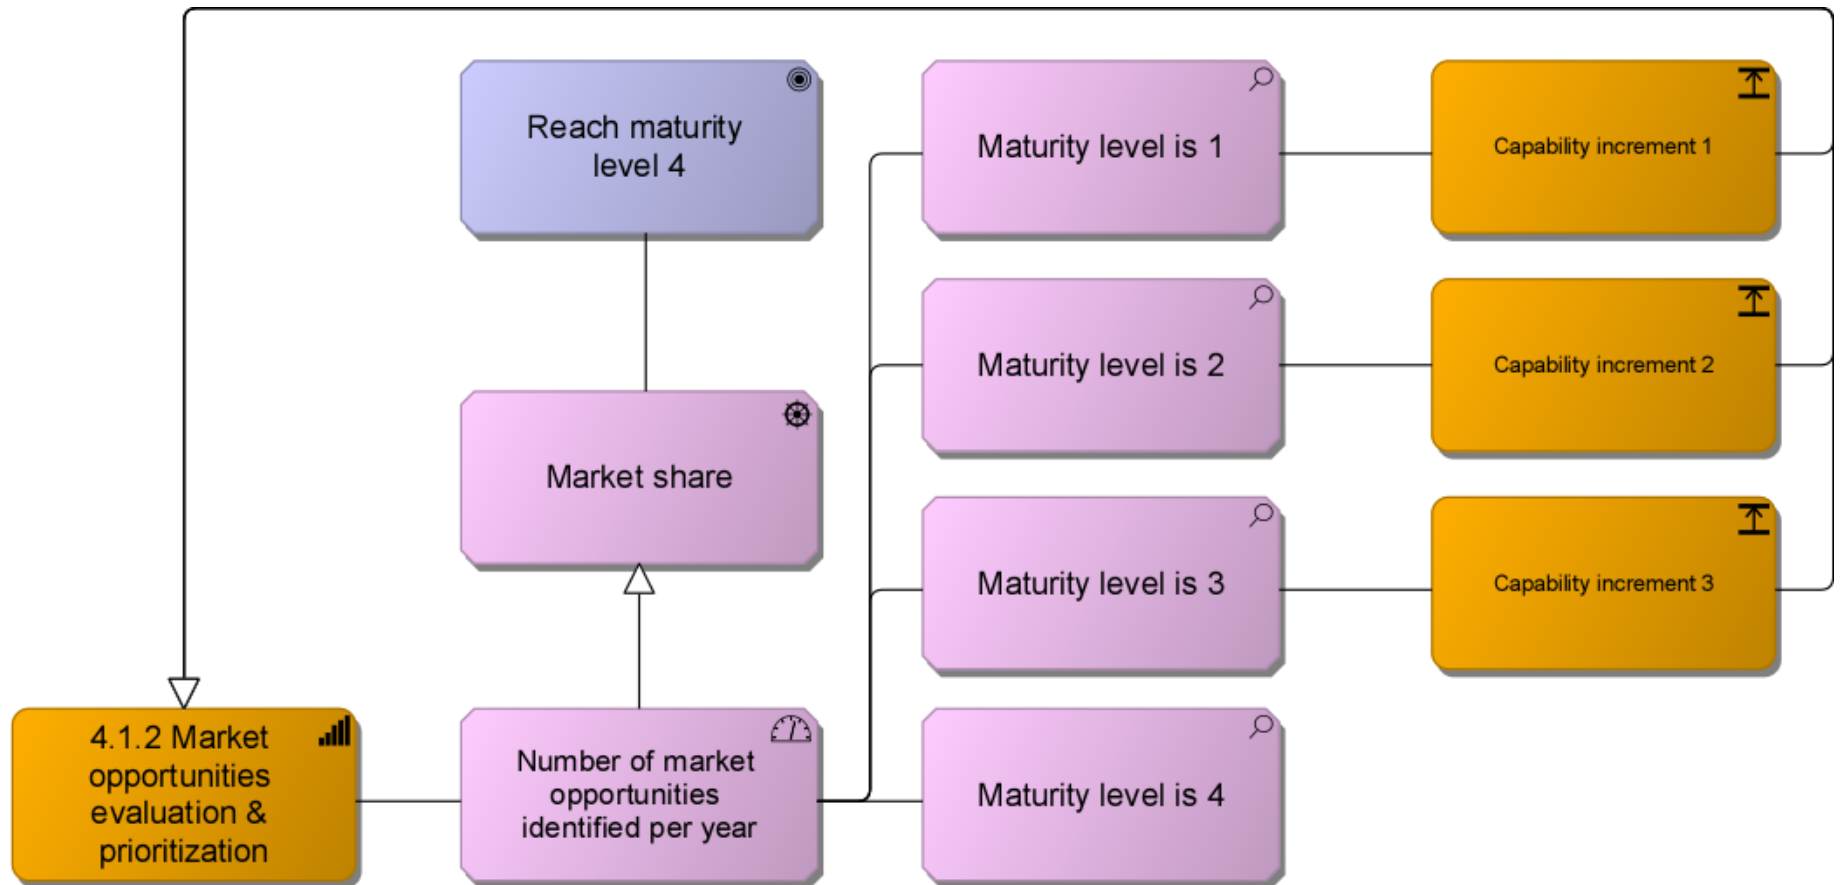 Reach maturity
level 4
Maturity level is 1
Capability increment 1
Maturity level is 2
Capability increment 2
Market share
Maturity level is 3
Capability increment 3
4.1.2 Market
opportunities
evaluation &
prioritization
Number of market
opportunities
identified per year
Maturity level is 4